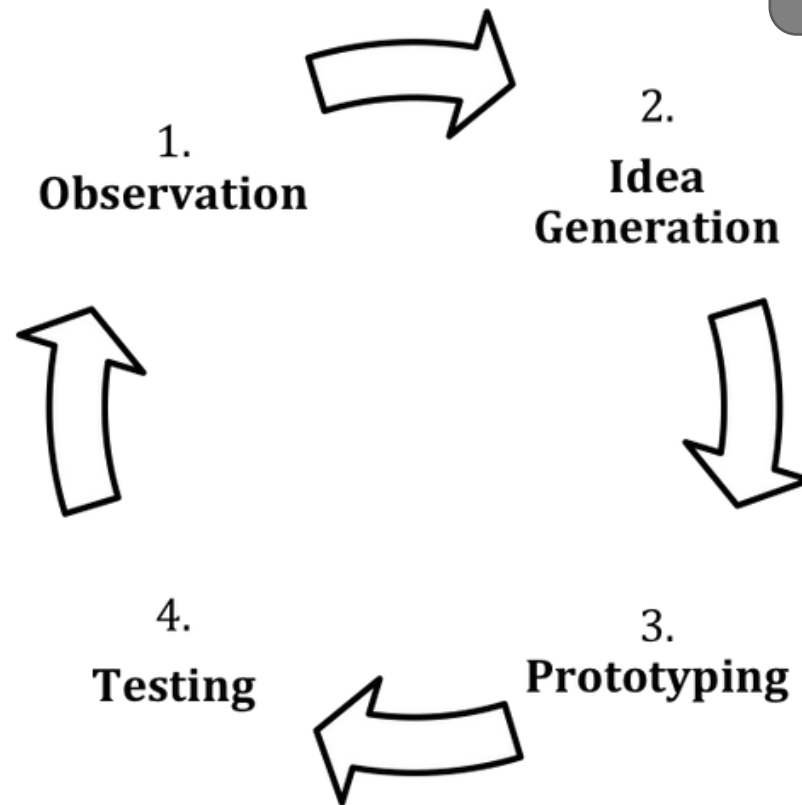 1.
Observation
2.
Idea
Generation
3.
Prototyping
4.
Testing